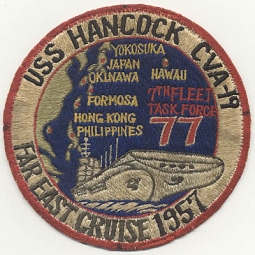 USS HANCOCK CVA-19
YOKOSUKA
JAPAN
OKINAWA
HAWAII
FORMOSA
7TH FLEET
TASK FORCE
77
HONG KONG
PHILIPPINES
FAR EAST CRUISE 1957